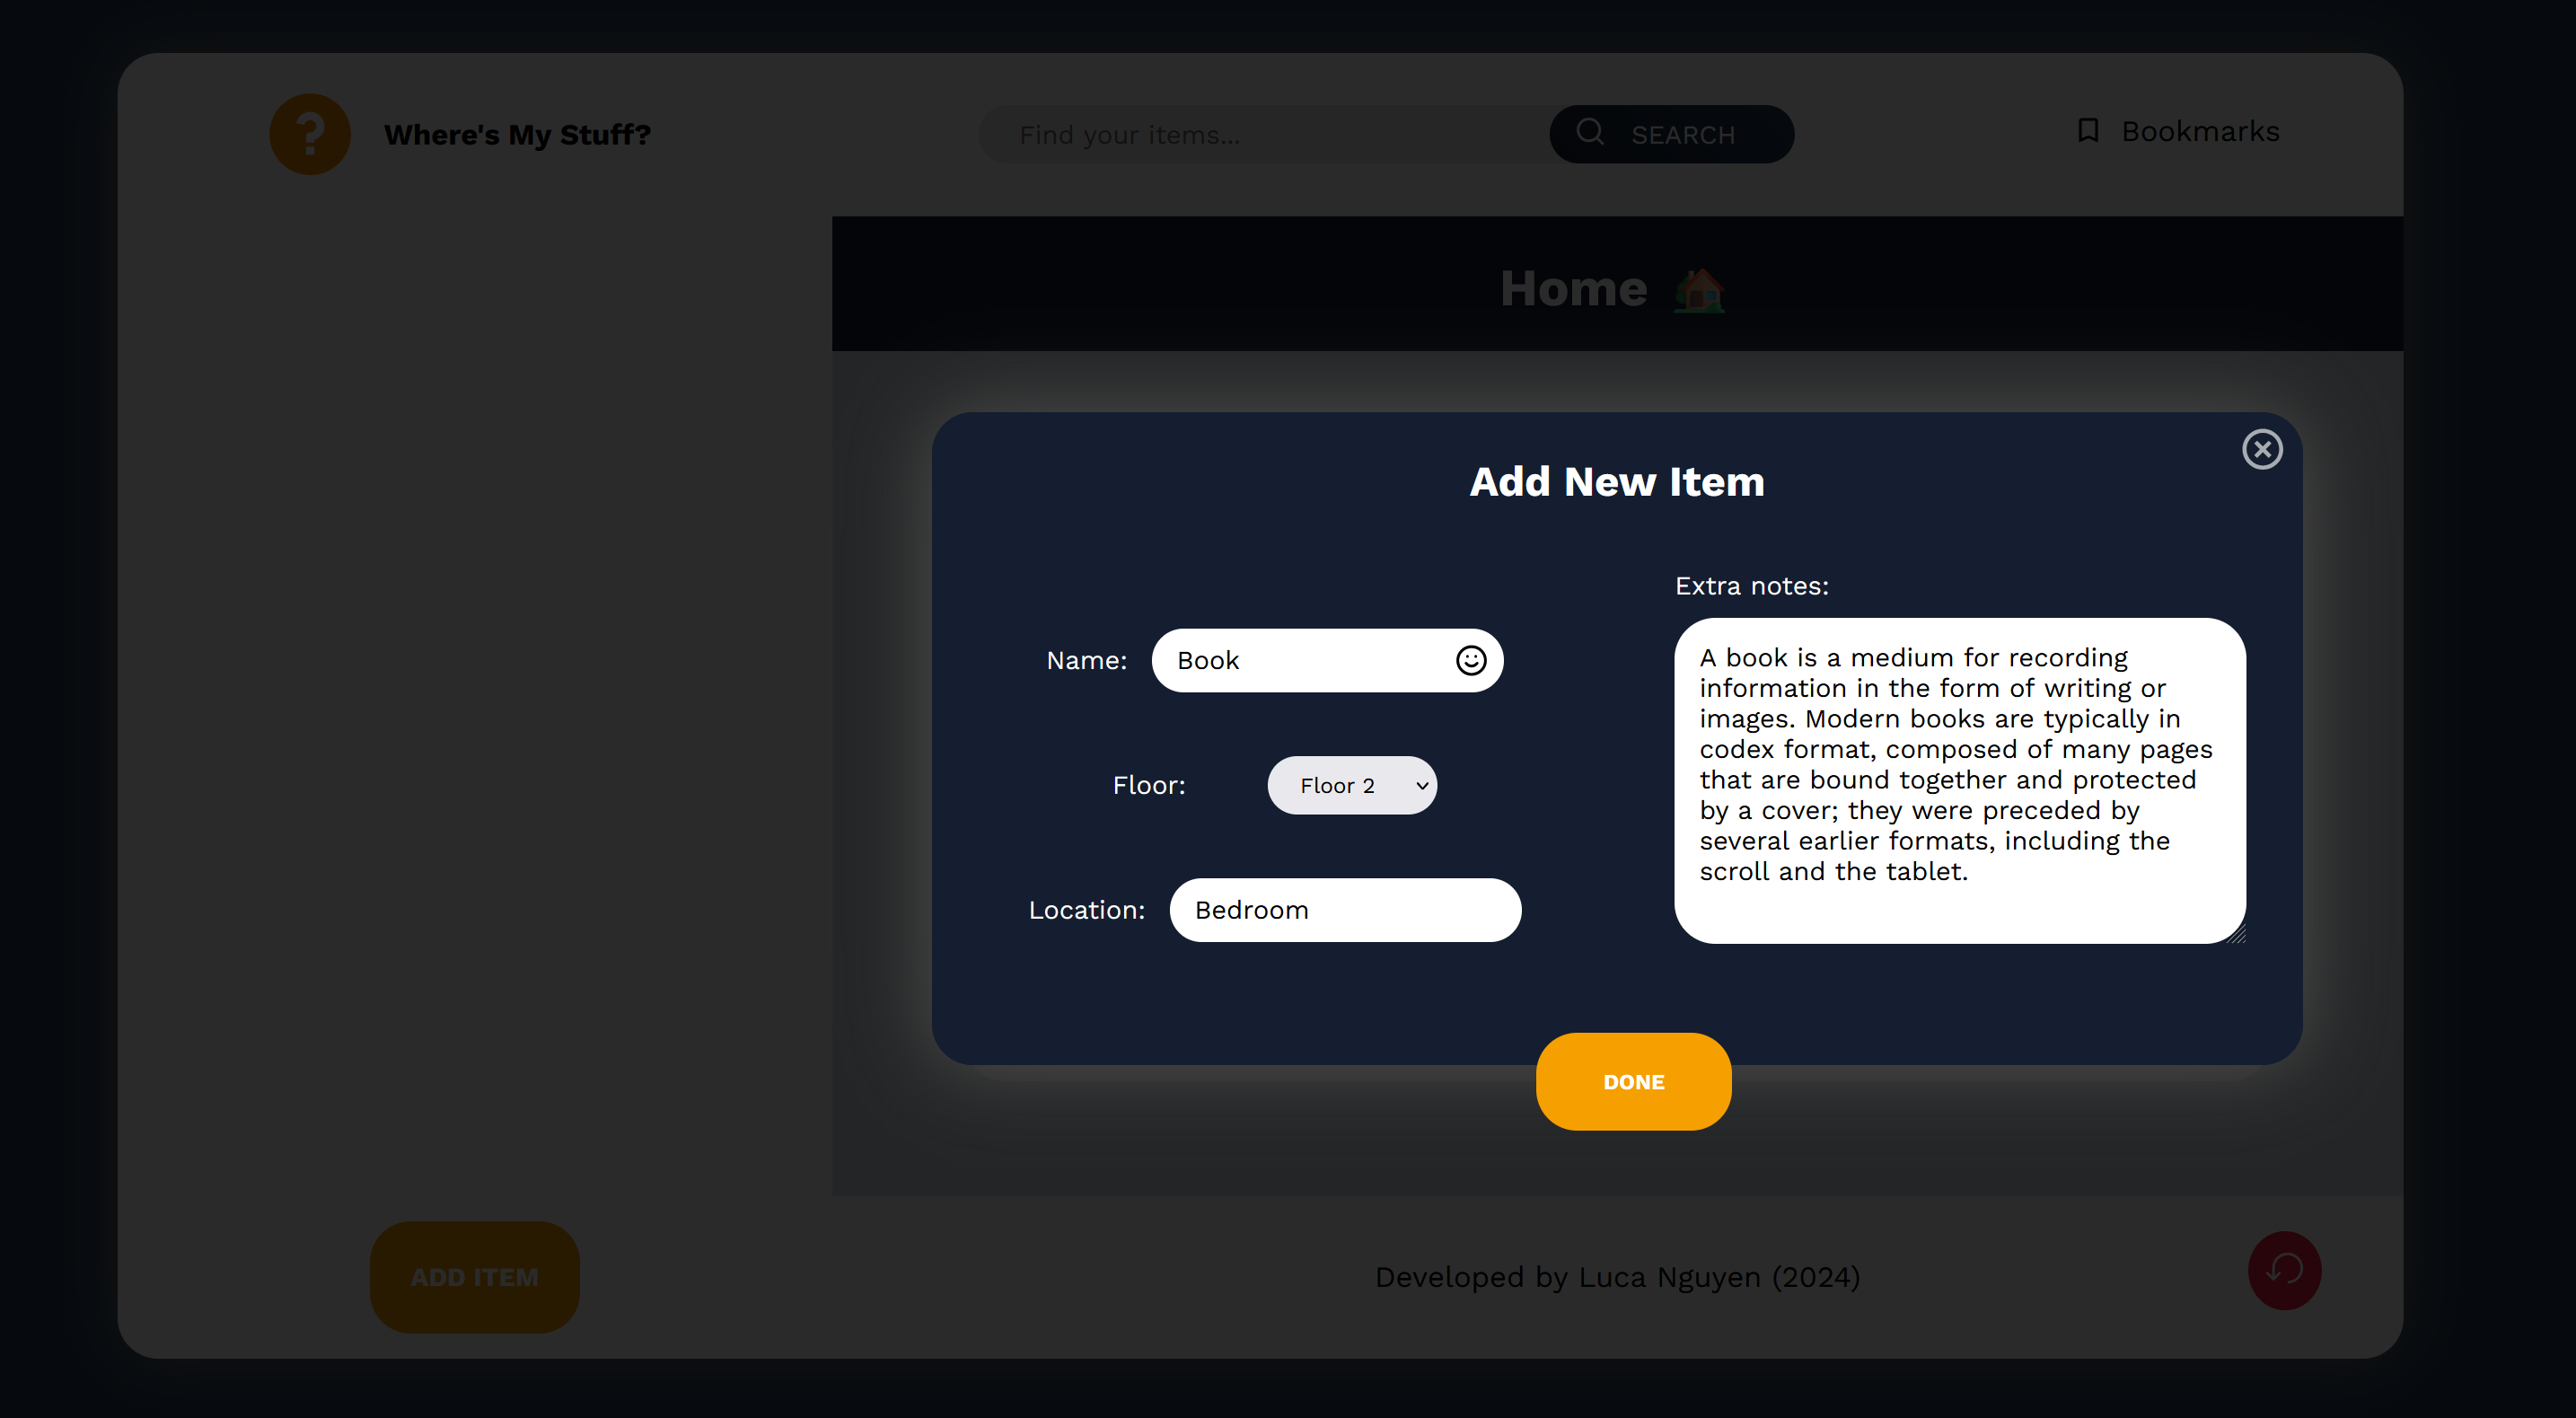 Where's My Stuff?
Find your items...
SEARCH
Bookmarks
Home
Add New Item
Name:
Book
Floor:
Floor 2
Location:
Bedroom
Extra notes:
A book is a medium for recording
information in the form of writing or
images. Modern books are typically in
codex format, composed of many pages
that are bound together and protected
by a cover; they were preceded by
several earlier formats, including the
scroll and the tablet.
DONE
ADD ITEM
Developed by Luca Nguyen (2024)